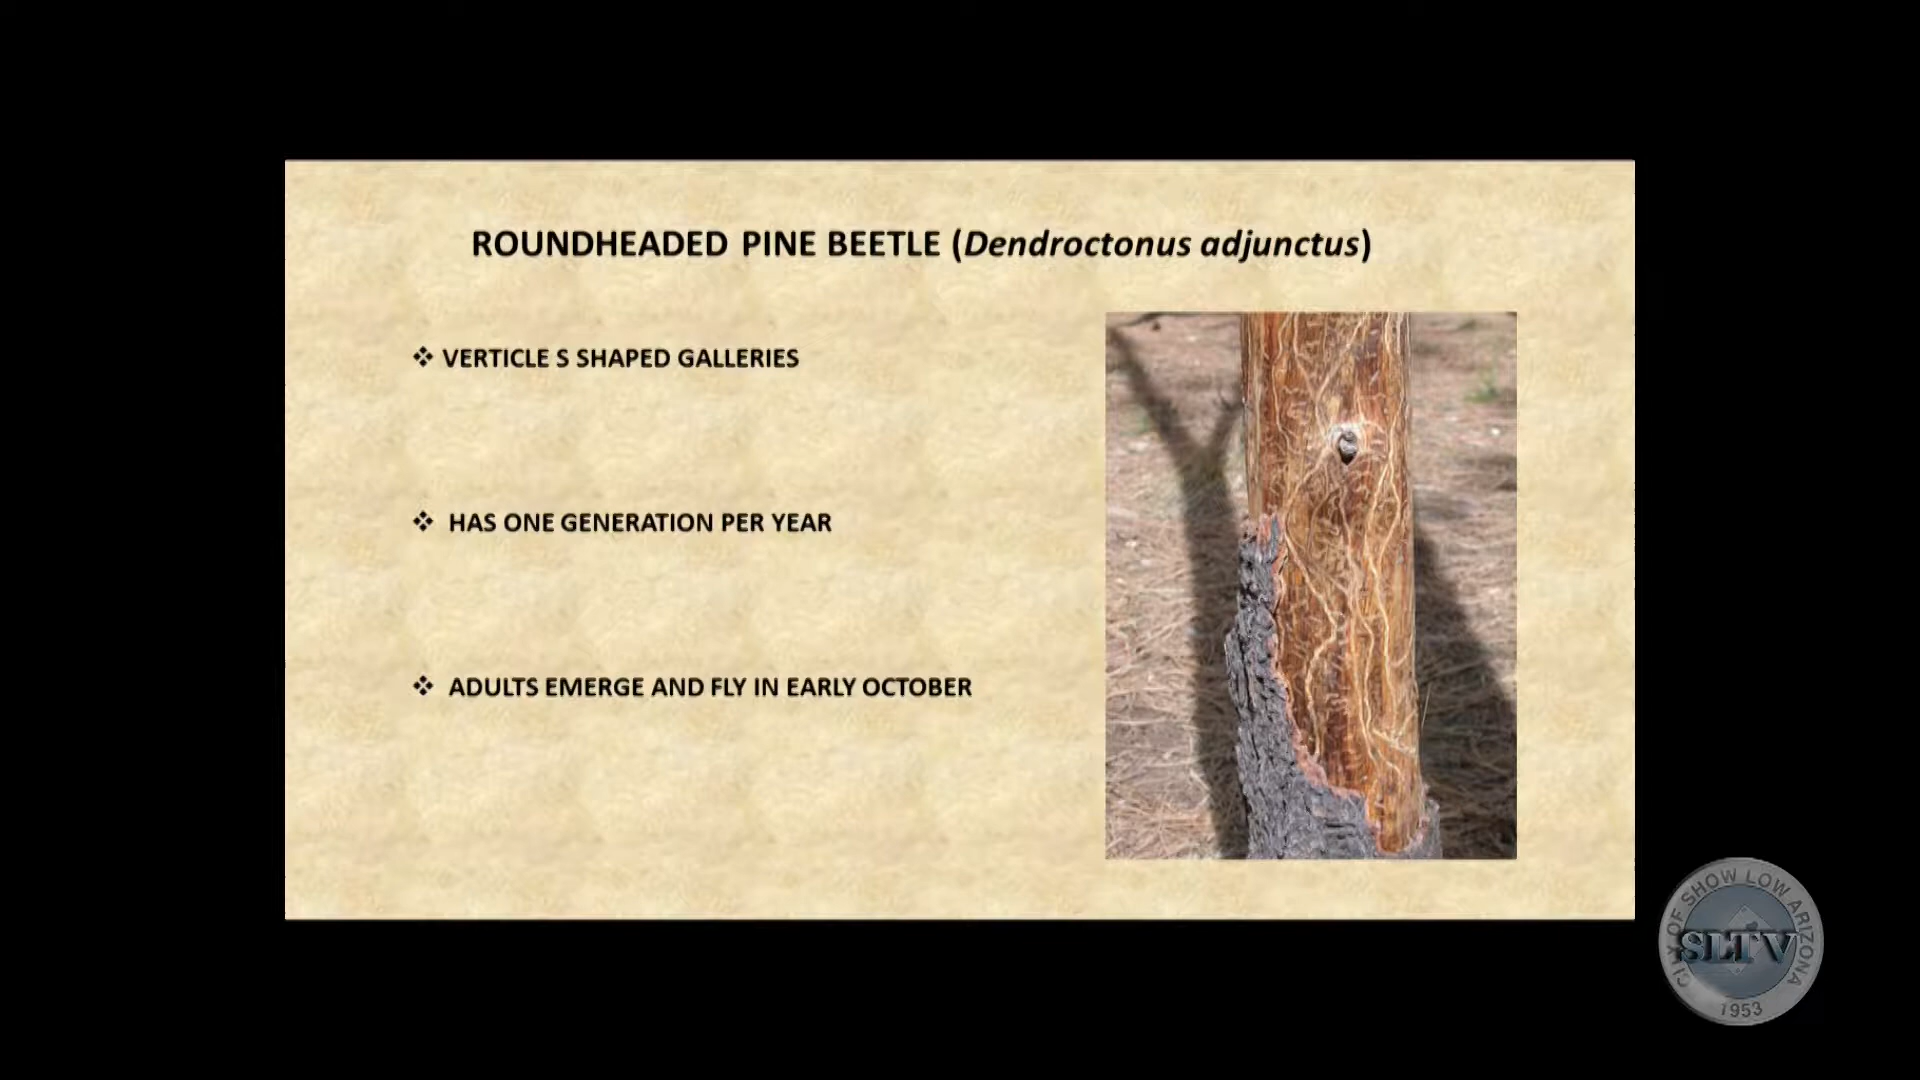 ROUNDHEADED PINE BEETLE (Dendroctonus adjunctus)
❖ VERTICLE S SHAPED GALLERIES
❖ HAS ONE GENERATION PER YEAR
❖ ADULTS EMERGE AND FLY IN EARLY OCTOBER
CITY OF SHOW LOW ARIZONA
SLTV
1953